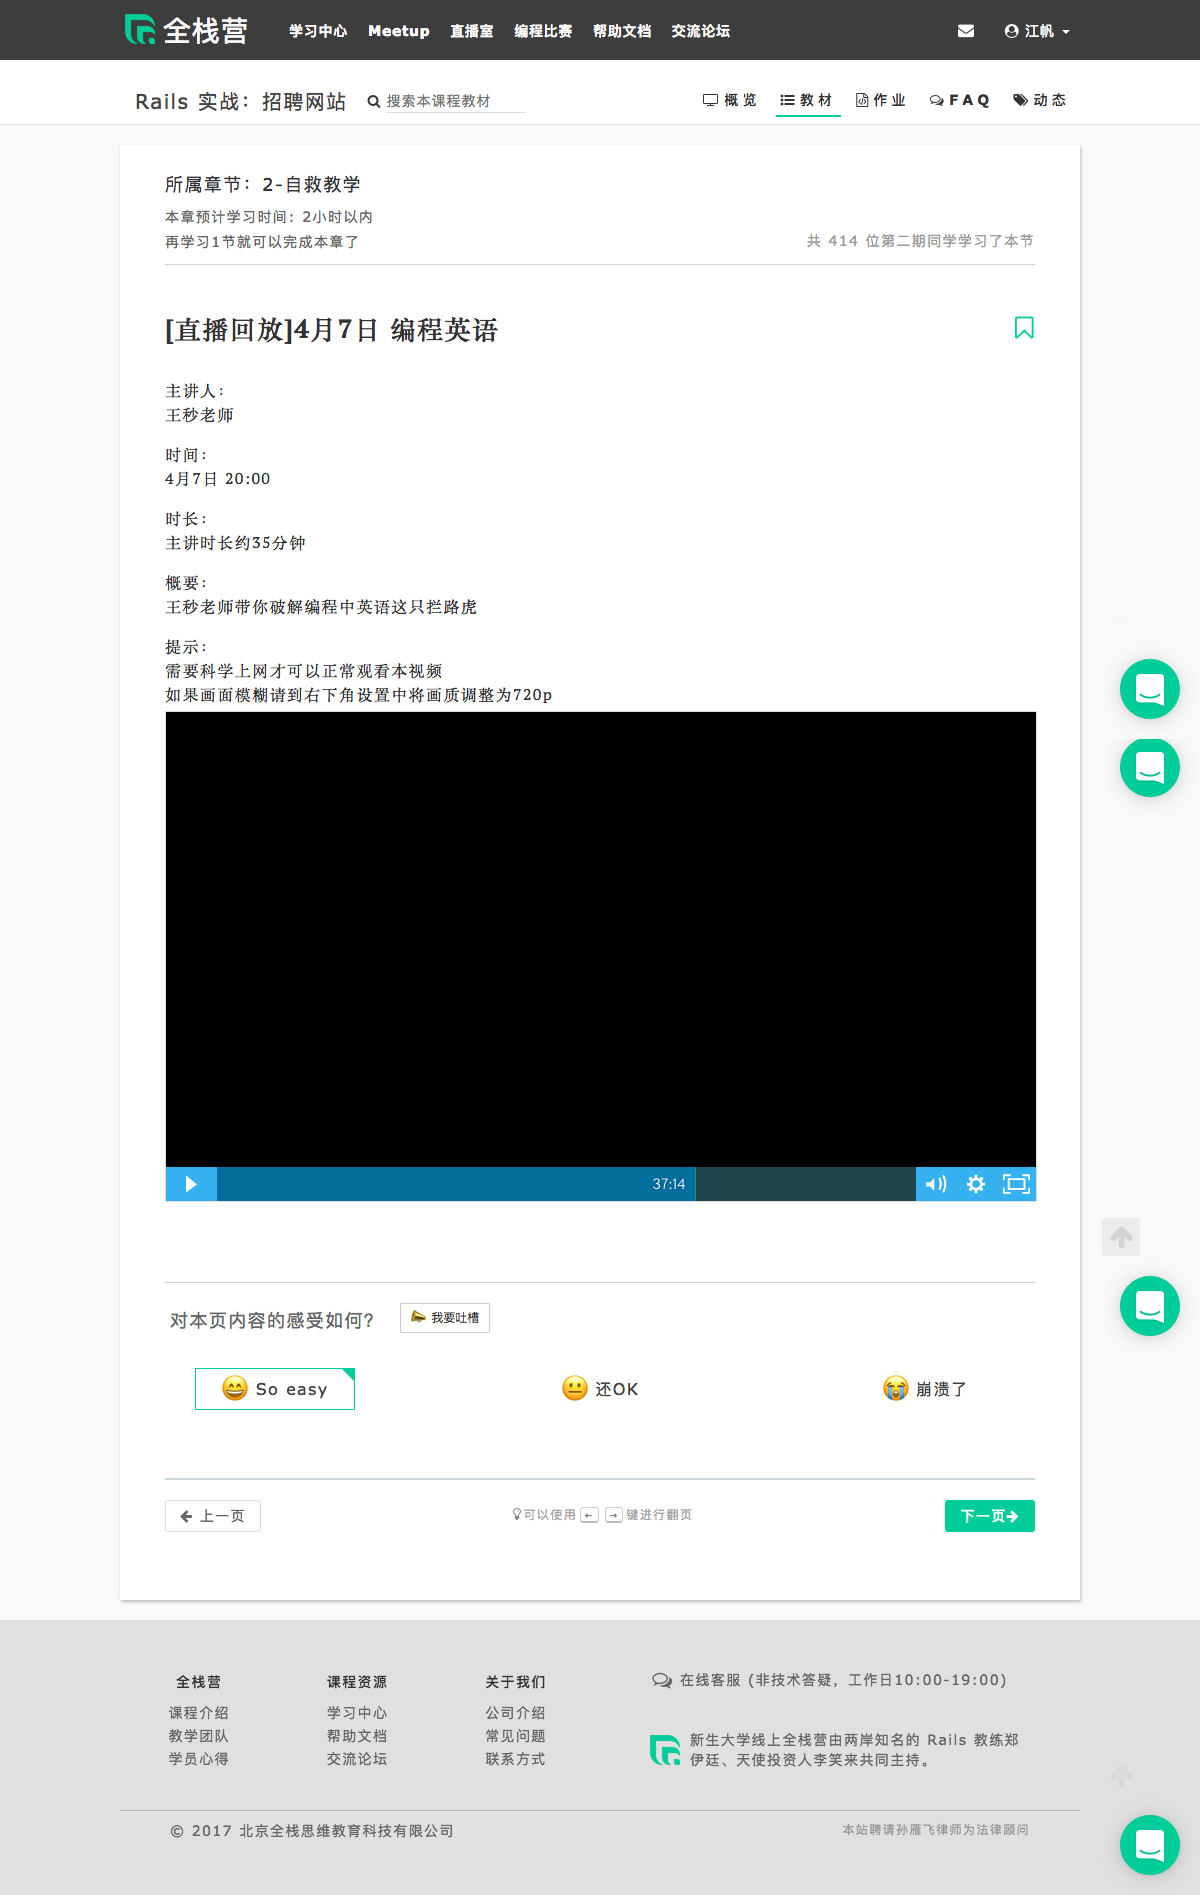 全栈营 学习中心 Meetup 直播室 编程比赛 帮助文档 交流论坛 江帆
Rails 实战：招聘网站 搜索本课程教材 概览 教材 作业 FAQ 动态
所属章节：2-自救教学
本章预计学习时间：2小时以内
再学习1节就可以完成本章了
共 414 位第二期同学学习了本节
[直播回放]4月7日 编程英语
主讲人：
王秒老师
时间：
4月7日 20:00
时长：
主讲时长约35分钟
概要：
王秒老师带你破解编程中英语这只拦路虎
提示：
需要科学上网才可以正常观看本视频
如果画面模糊请到右下角设置中将画质调整为720p
37:14
对本页内容的感受如何? 我要吐槽
So easy 还OK 崩溃了
上一页 可以使用 ← → 键进行翻页 下一页
全栈营 课程资源 关于我们
课程介绍 学习中心 公司介绍
教学团队 帮助文档 常见问题
学员心得 交流论坛 联系方式
在线客服 (非技术答疑，工作日10:00-19:00)
新生大学线上全栈营由两岸知名的 Rails 教练郑
伊廷、天使投资人李笑来共同主持。
© 2017 北京全栈思维教育科技有限公司
本站聘请孙雁飞律师为法律顾问